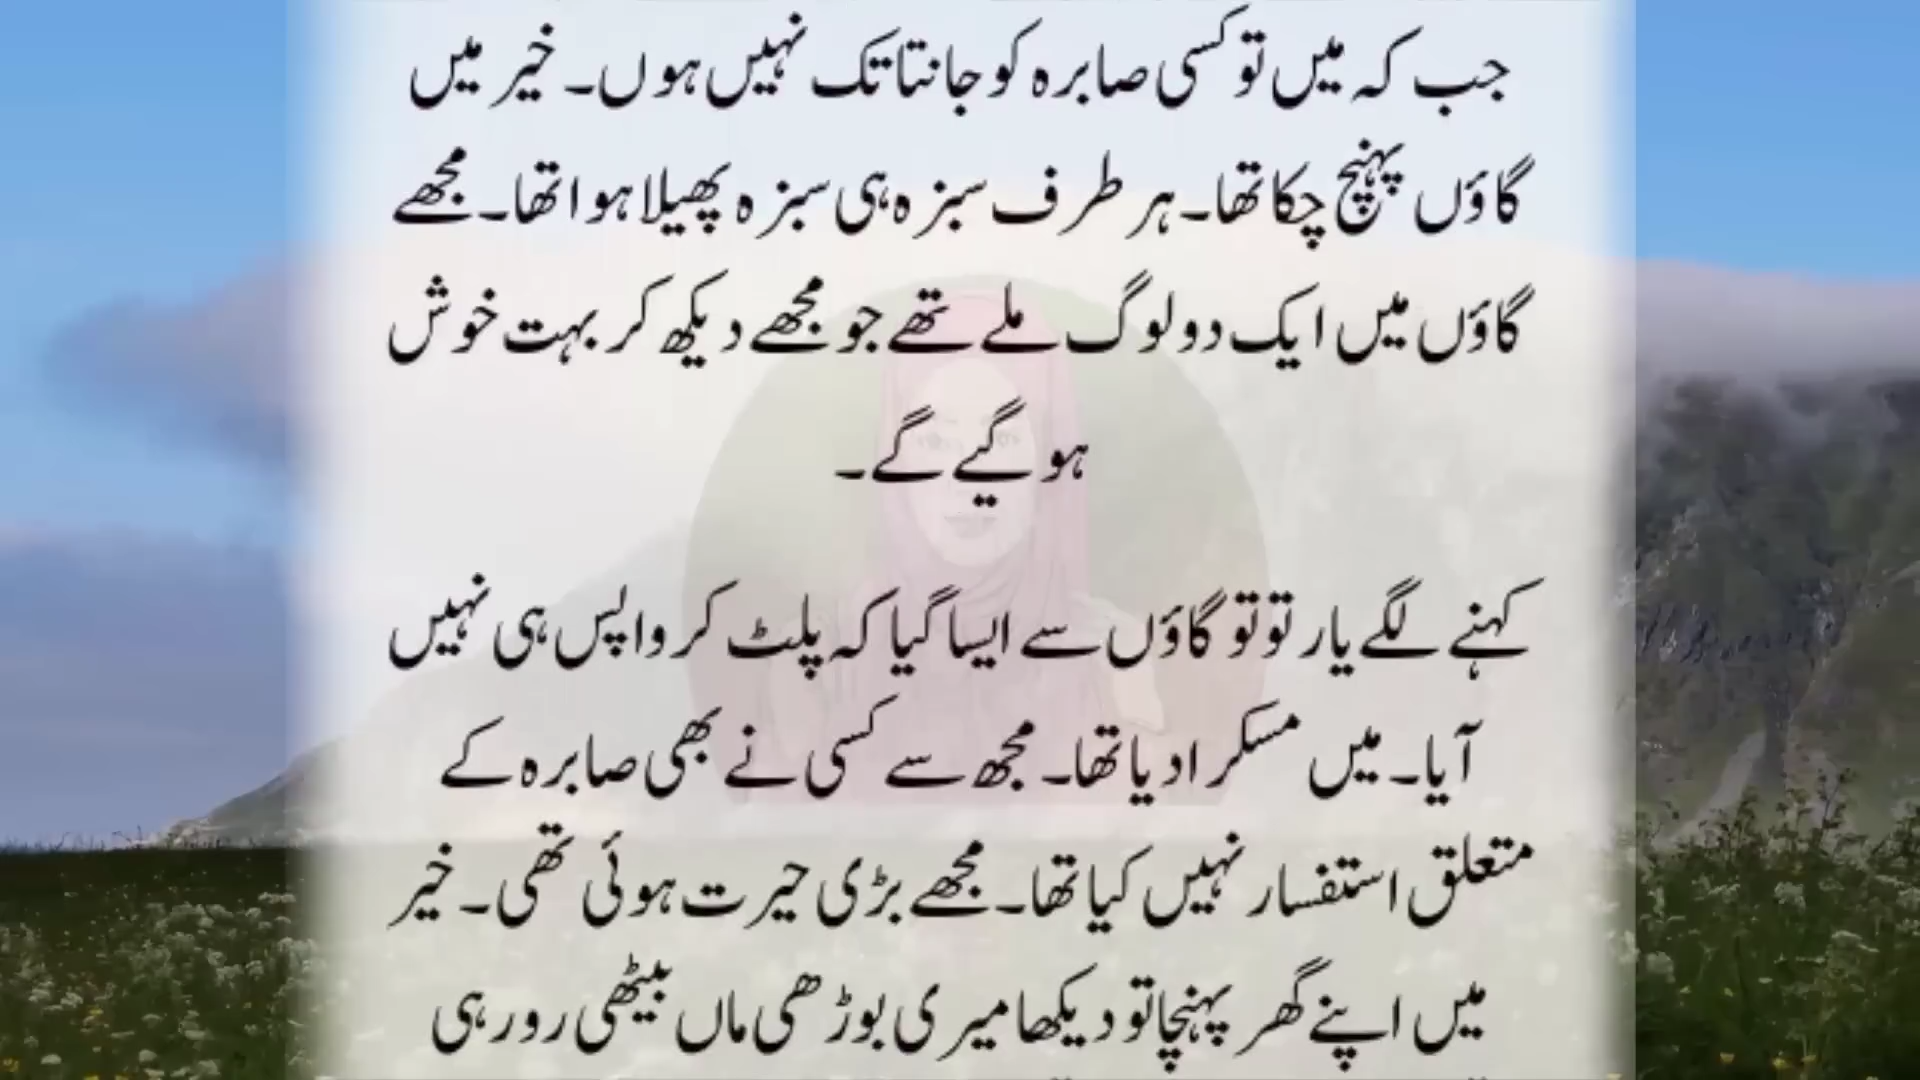 جب کہ میں تو کسی صابرہ کو جانتا تک نہیں ہوں۔ خیر میں
گاؤں پہنچ چکا تھا۔ ہر طرف سبزہ ہی سبزہ پھیلا ہوا تھا۔ مجھے
گاؤں میں ایک دو لوگ ملے تھے جو مجھے دیکھ کر بہت خوش
ہو گیے گے۔
کہنے لگے یار تو تو گاؤں سے ایسا گیا کہ پلٹ کر واپس ہی نہیں
آیا۔ میں مسکرا دیا تھا۔ مجھ سے کسی نے بھی صابرہ کے
متعلق استفسار نہیں کیا تھا۔ مجھے بڑی حیرت ہوئی تھی۔ خیر
میں اپنے گھر پہنچا تو دیکھا میری بوڑھی ماں بیٹھی رو رہی